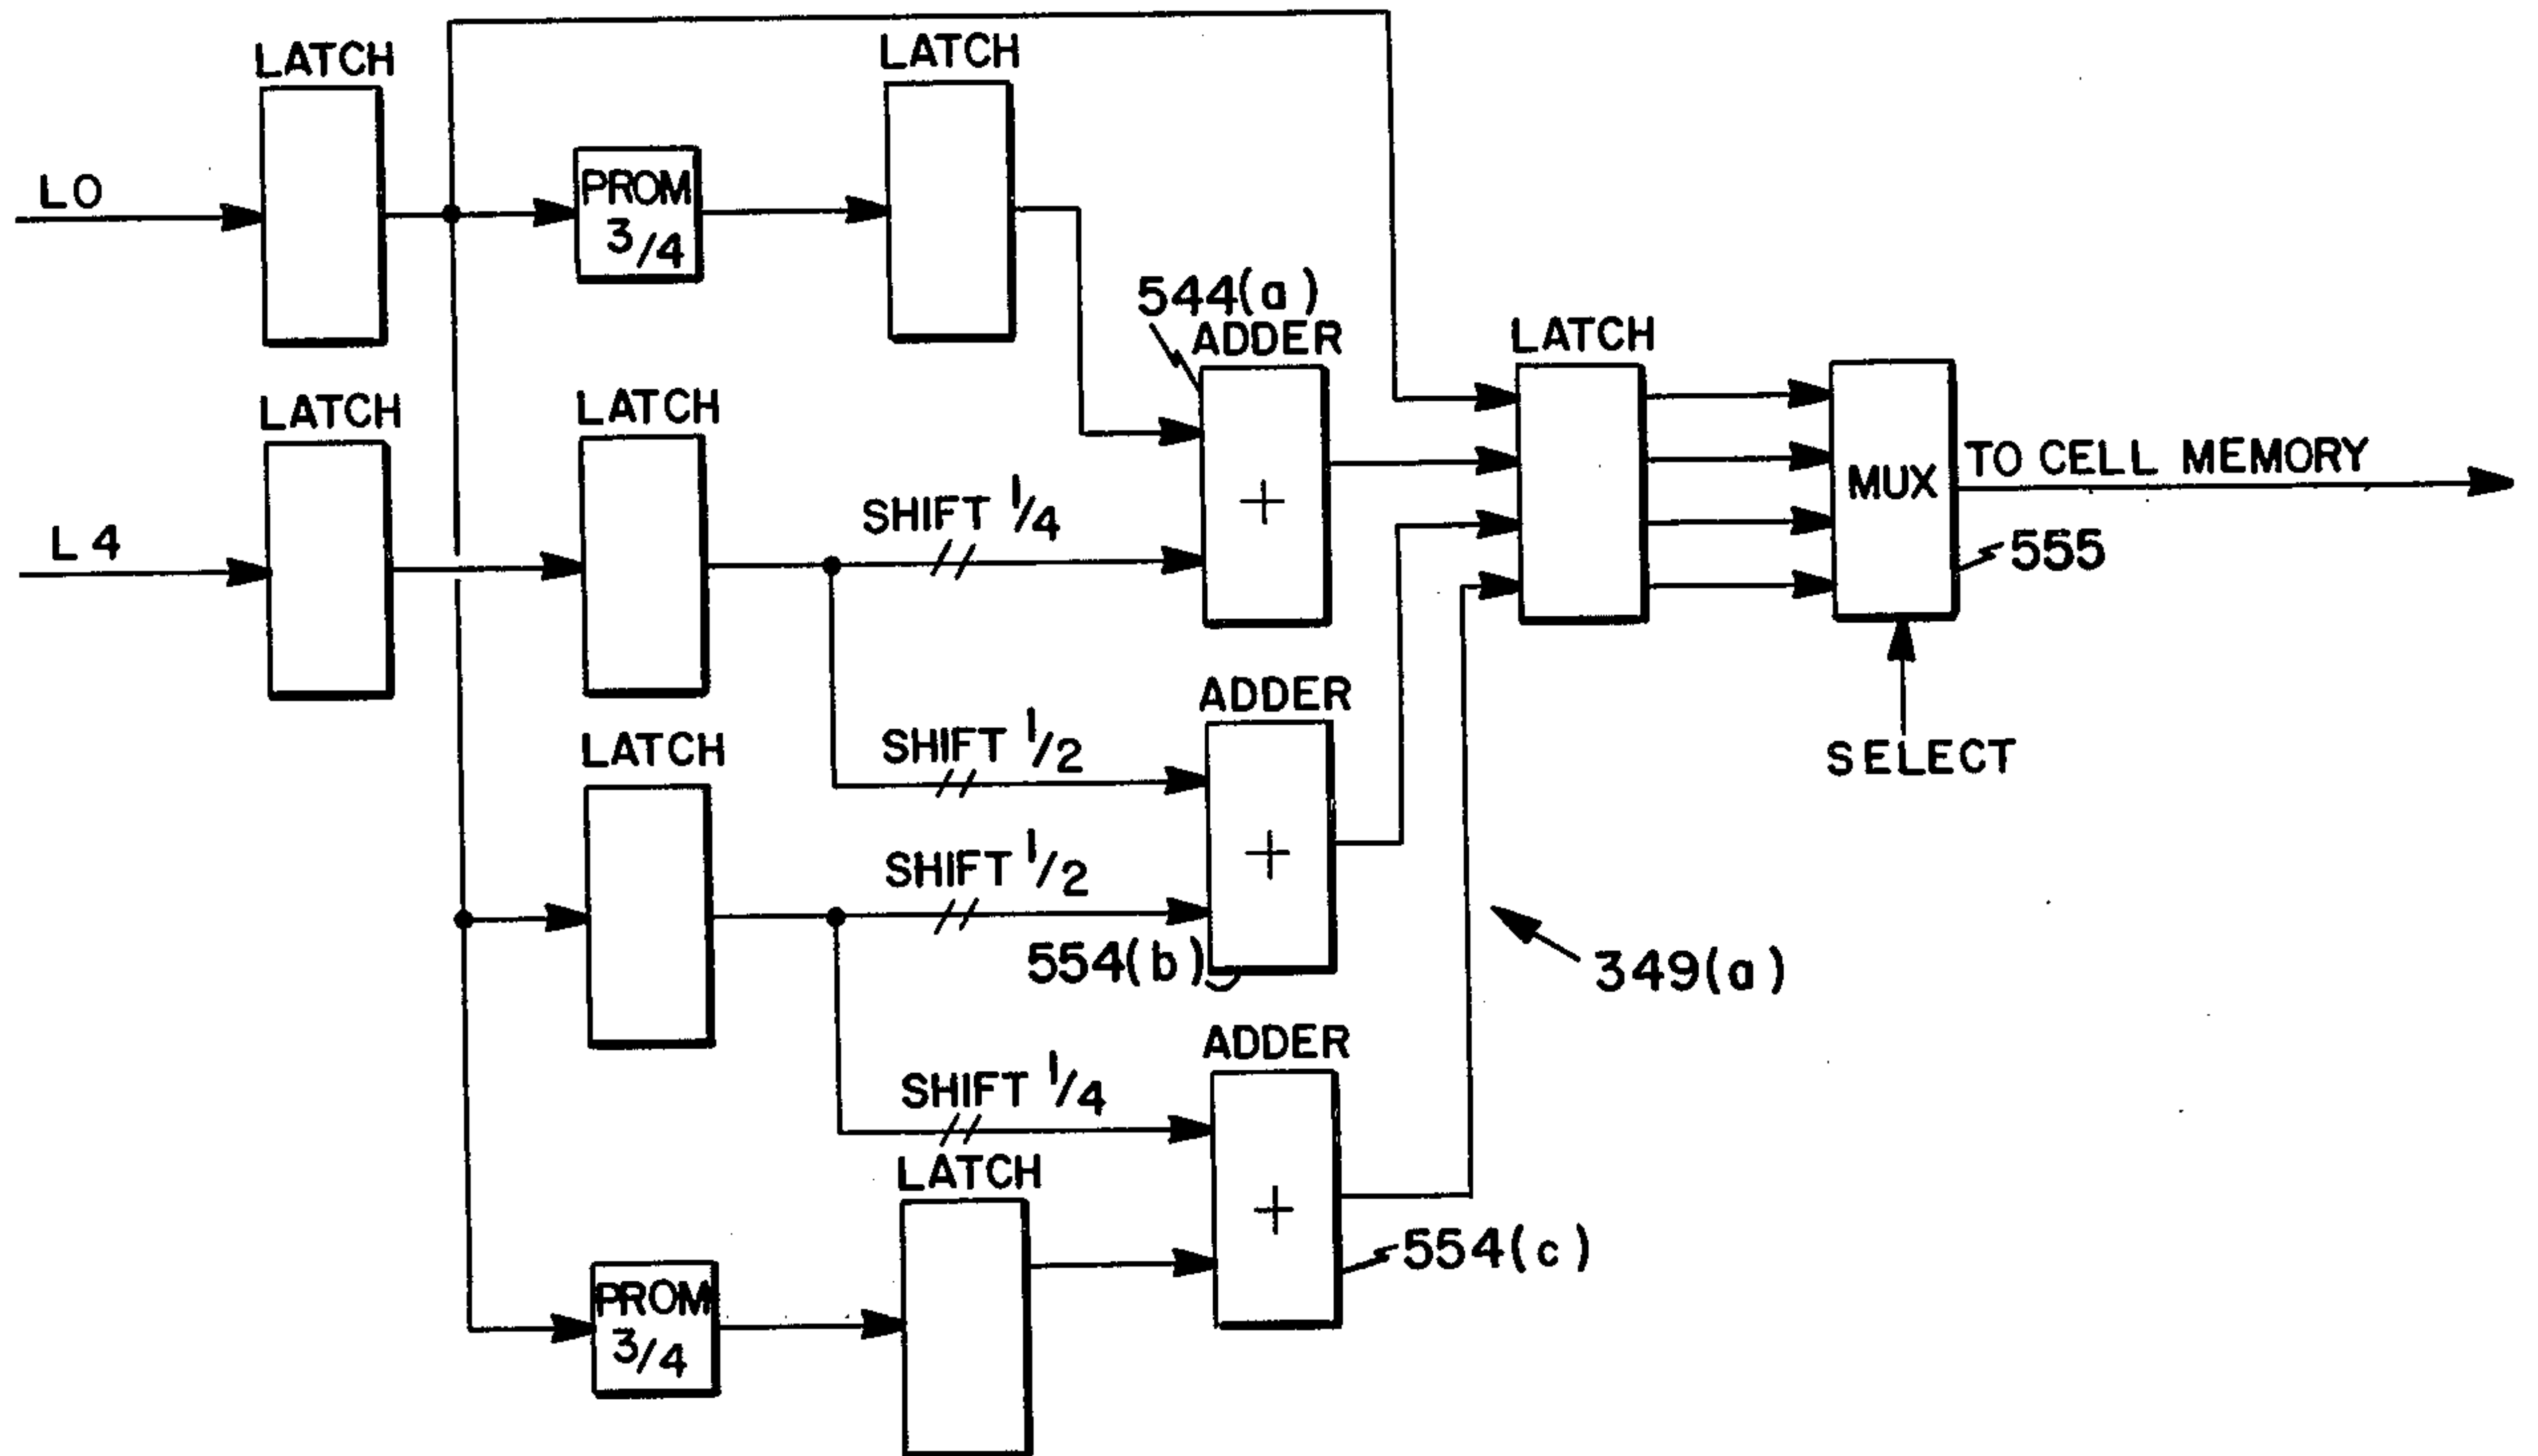 LATCH
LATCH
L0
PROM
3/4
544(a)
ADDER
+
LATCH
LATCH
LATCH
L4
SHIFT 1/4
MUX
TO CELL MEMORY
555
SELECT
LATCH
SHIFT 1/2
ADDER
+
SHIFT 1/2
554(b)
349(a)
SHIFT 1/4
ADDER
+
LATCH
554(c)
PROM
3/4